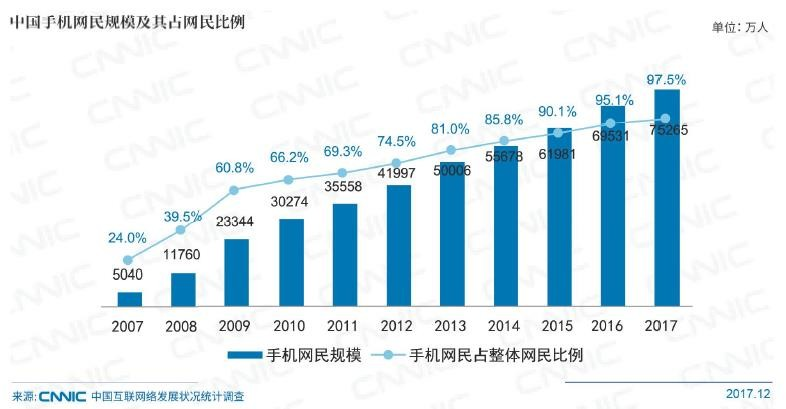 中国手机网民规模及其占网民比例
单位：万人
24.0% 39.5% 60.8% 66.2% 69.3% 74.5% 81.0% 85.8% 90.1% 95.1% 97.5%
5040 11760 23344 30274 35558 41997 50006 55678 61981 69531 75265
2007 2008 2009 2010 2011 2012 2013 2014 2015 2016 2017
手机网民规模 手机网民占整体网民比例
来源：CNNIC 中国互联网络发展状况统计调查
2017.12